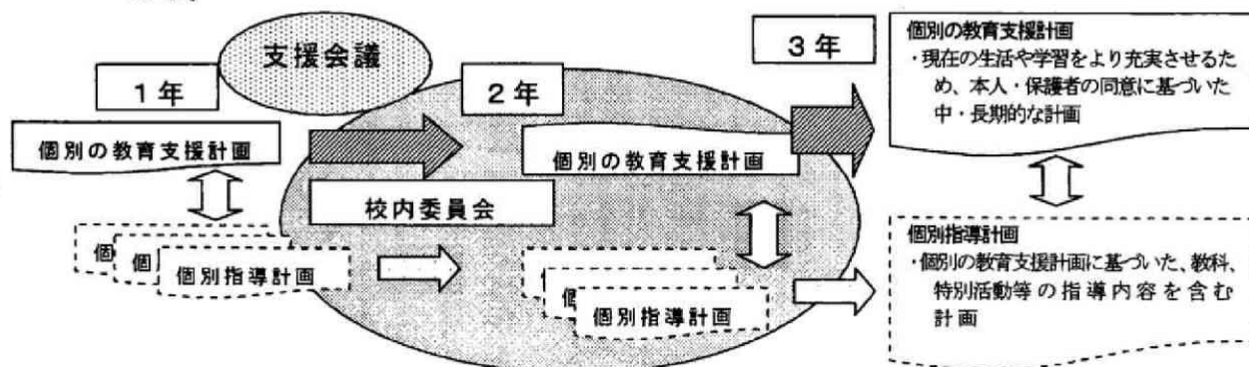 支援会議
1年
2年
3年
個別の教育支援計画
個別の教育支援計画
校内委員会
個
個
個別指導計画
個
個別指導計画
個別の教育支援計画
・現在の生活や学習をより充実させるた
め、本人・保護者の同意に基づいた
中・長期的な計画
個別指導計画
・個別の教育支援計画に基づいた、教科、
特別活動等の指導内容を含む
計画